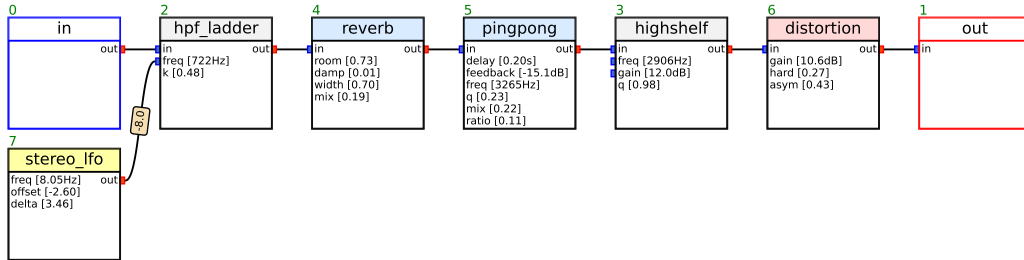 0
in
out
2
hpf_ladder
in
out
freq [722Hz]
k [0.48]
4
reverb
in
out
room [0.73]
damp [0.01]
width [0.70]
mix [0.19]
5
pingpong
in
out
delay [0.20s]
feedback [-15.1dB]
freq [3265Hz]
q [0.23]
mix [0.22]
ratio [0.11]
3
highshelf
in
out
freq [2906Hz]
gain [12.0dB]
q [0.98]
6
distortion
in
out
gain [10.6dB]
hard [0.27]
asym [0.43]
1
out
in
-8.0
7
stereo_lfo
freq [8.05Hz]
out
offset [-2.60]
delta [3.46]